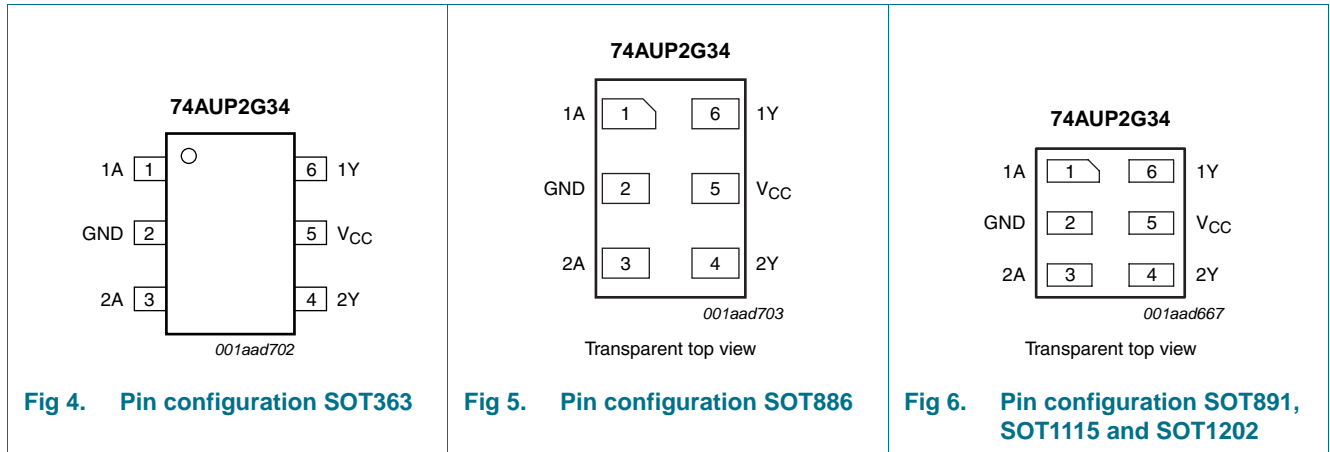 74AUP2G34
1A 1 6 1Y
GND 2 5 VCC
2A 3 4 2Y
001aad702
Fig 4. Pin configuration SOT363
74AUP2G34
1A 1 6 1Y
GND 2 5 VCC
2A 3 4 2Y
001aad703
Transparent top view
Fig 5. Pin configuration SOT886
74AUP2G34
1A 1 6 1Y
GND 2 5 VCC
2A 3 4 2Y
001aad667
Transparent top view
Fig 6. Pin configuration SOT891,
SOT1115 and SOT1202